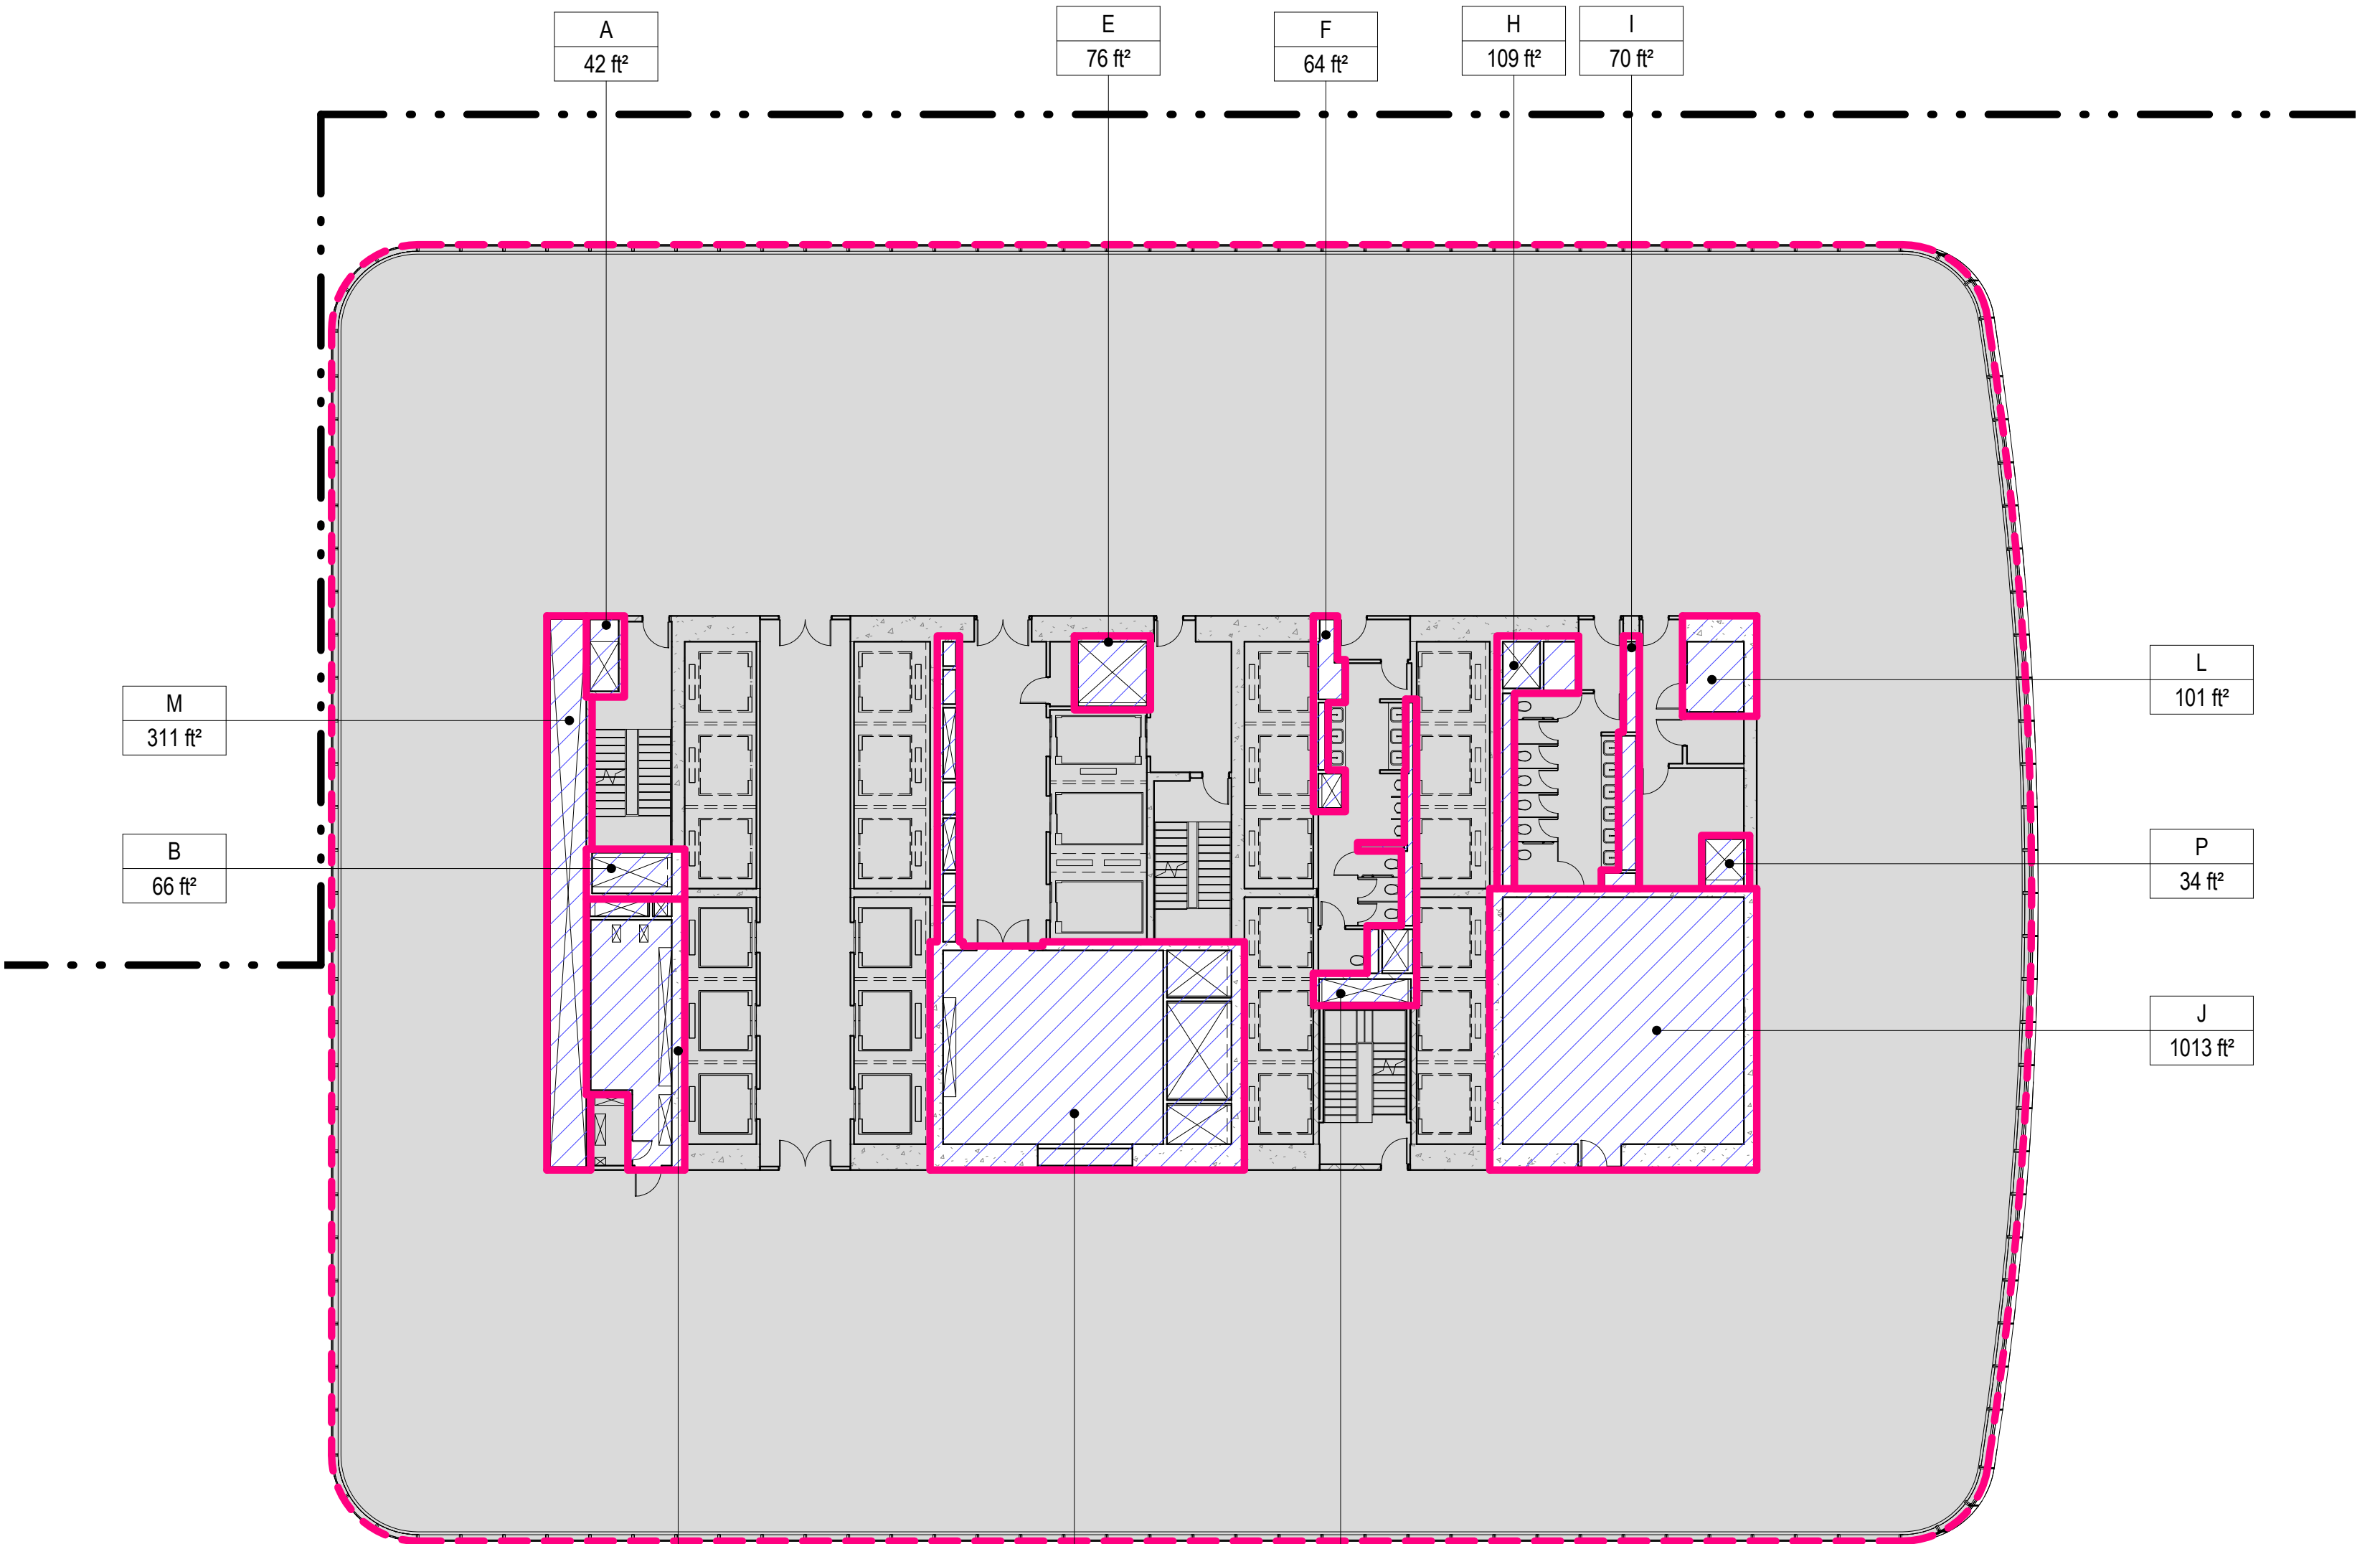 A
42 ft²
E
76 ft²
F
64 ft²
H
109 ft²
I
70 ft²
M
311 ft²
L
101 ft²
B
66 ft²
P
34 ft²
J
1013 ft²